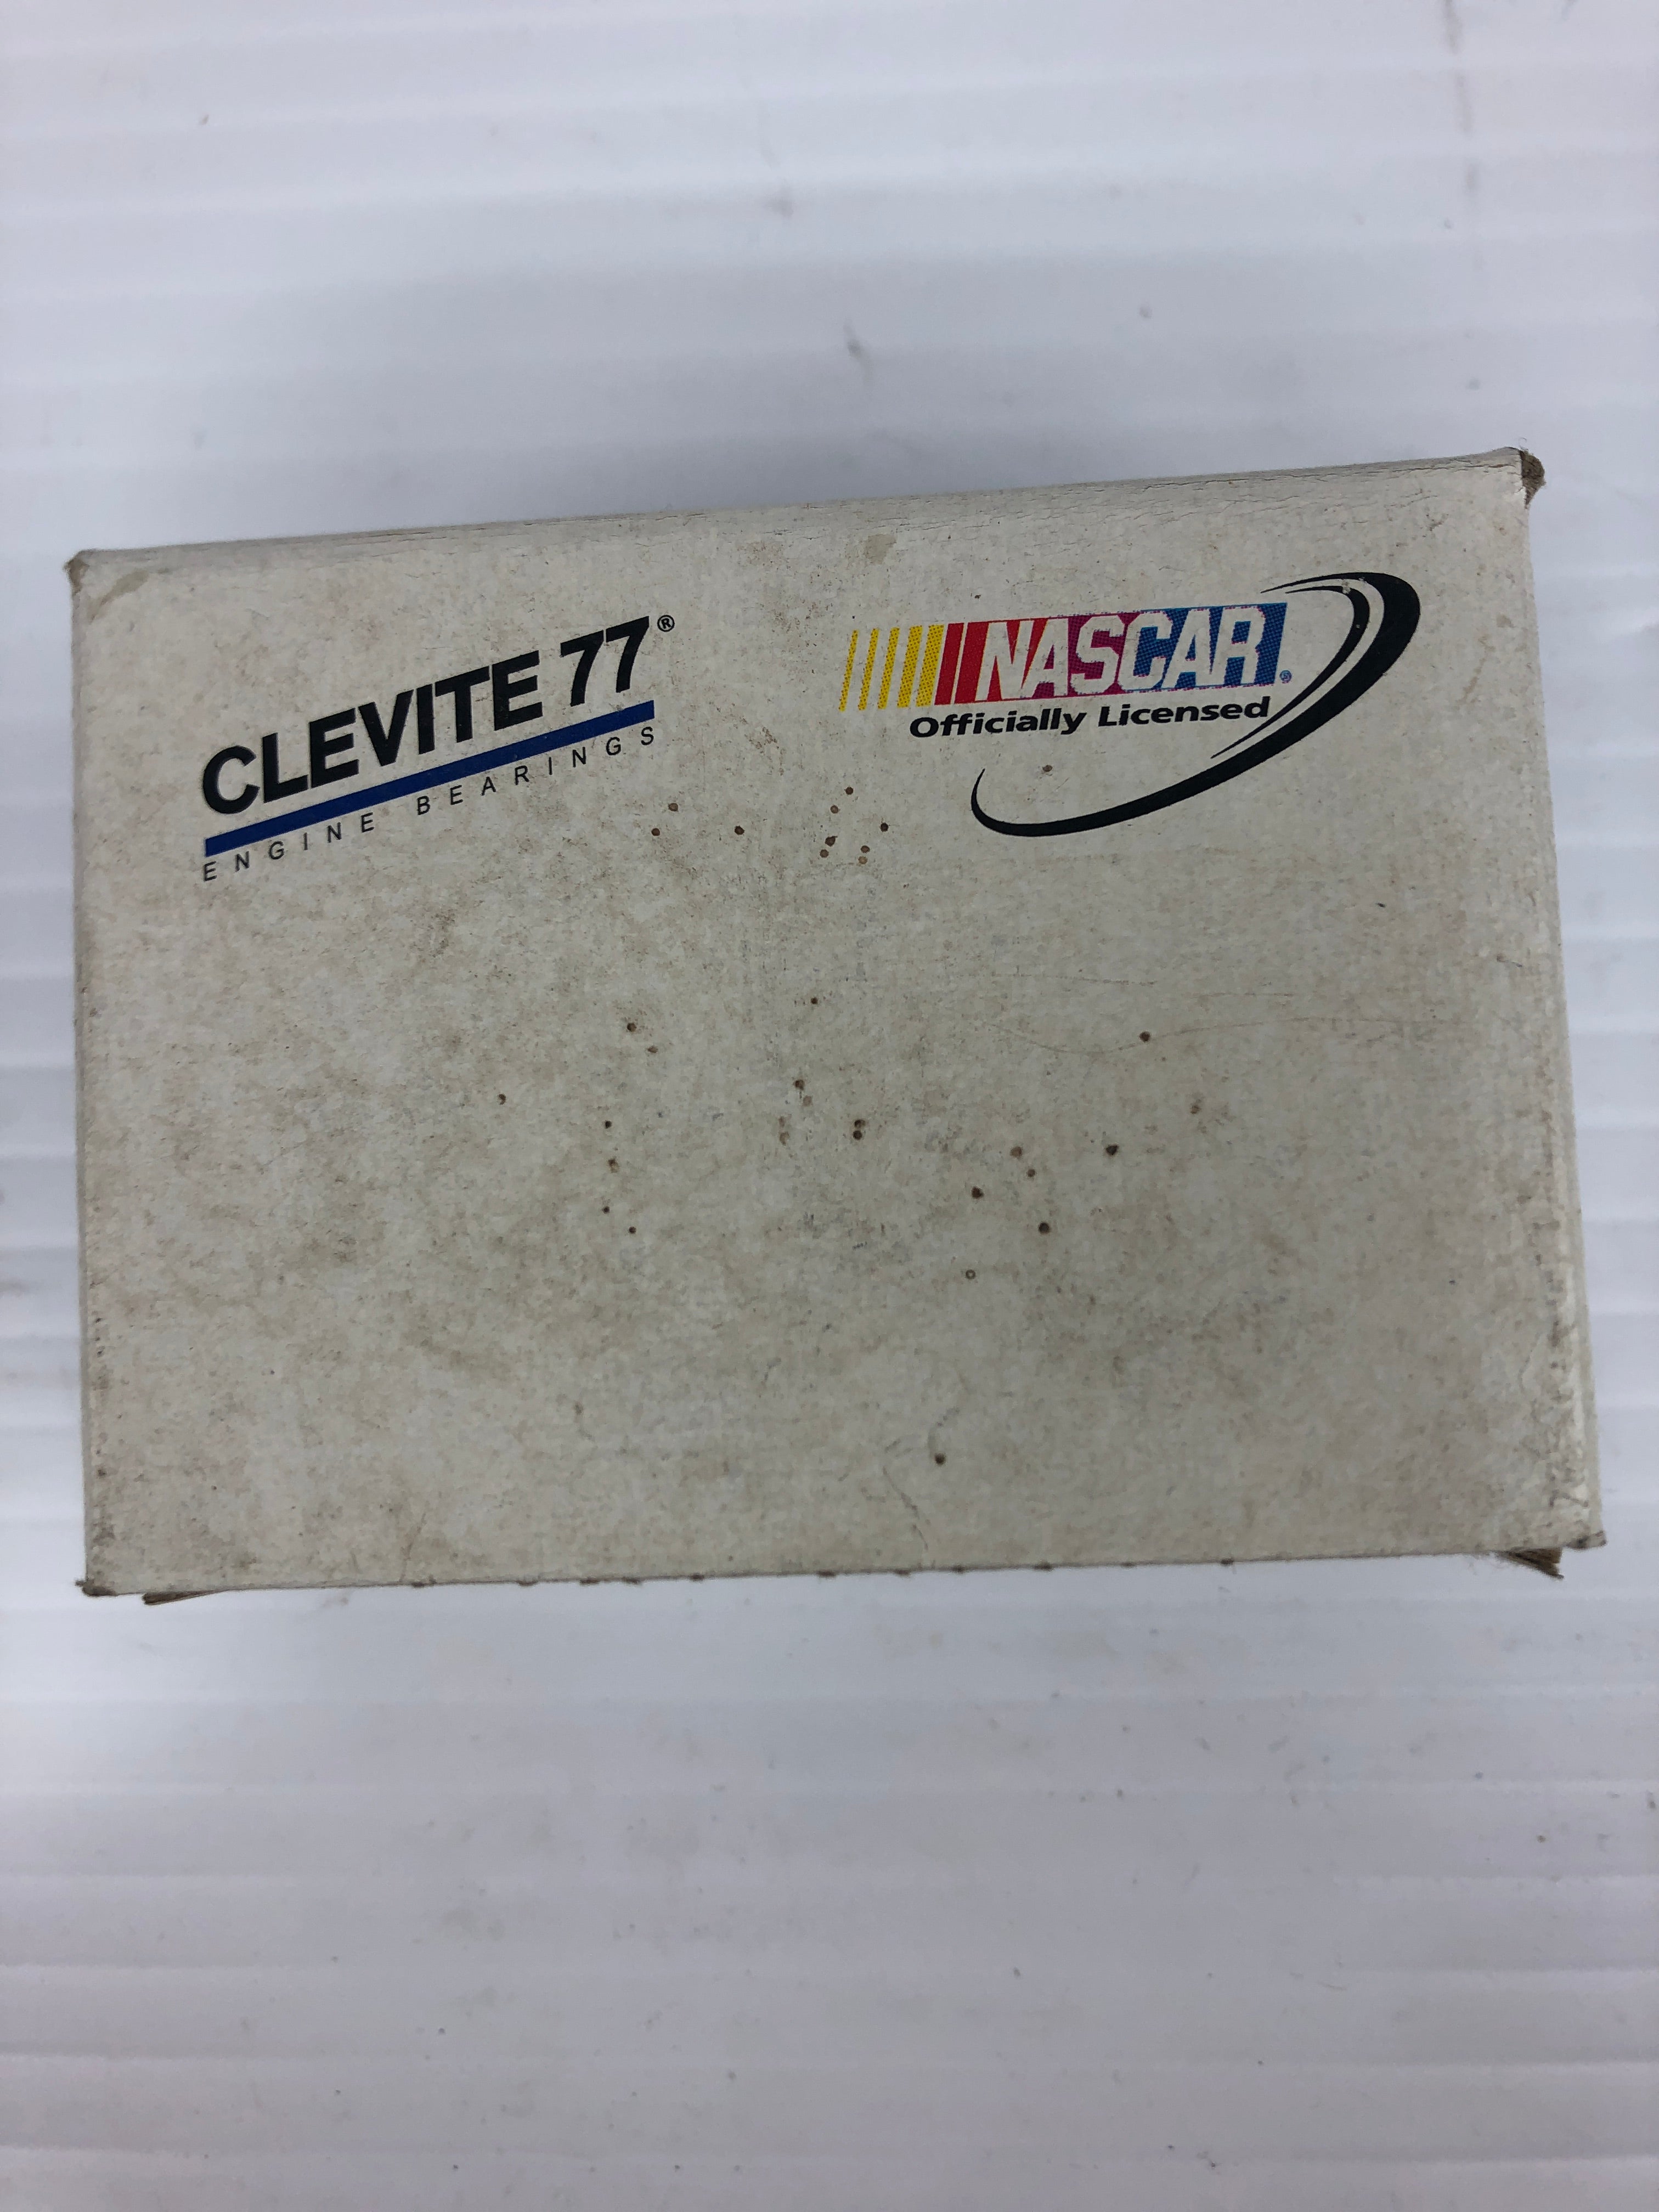 CLEVITE 77®
ENGINE BEARINGS
NASCAR®
Officially Licensed